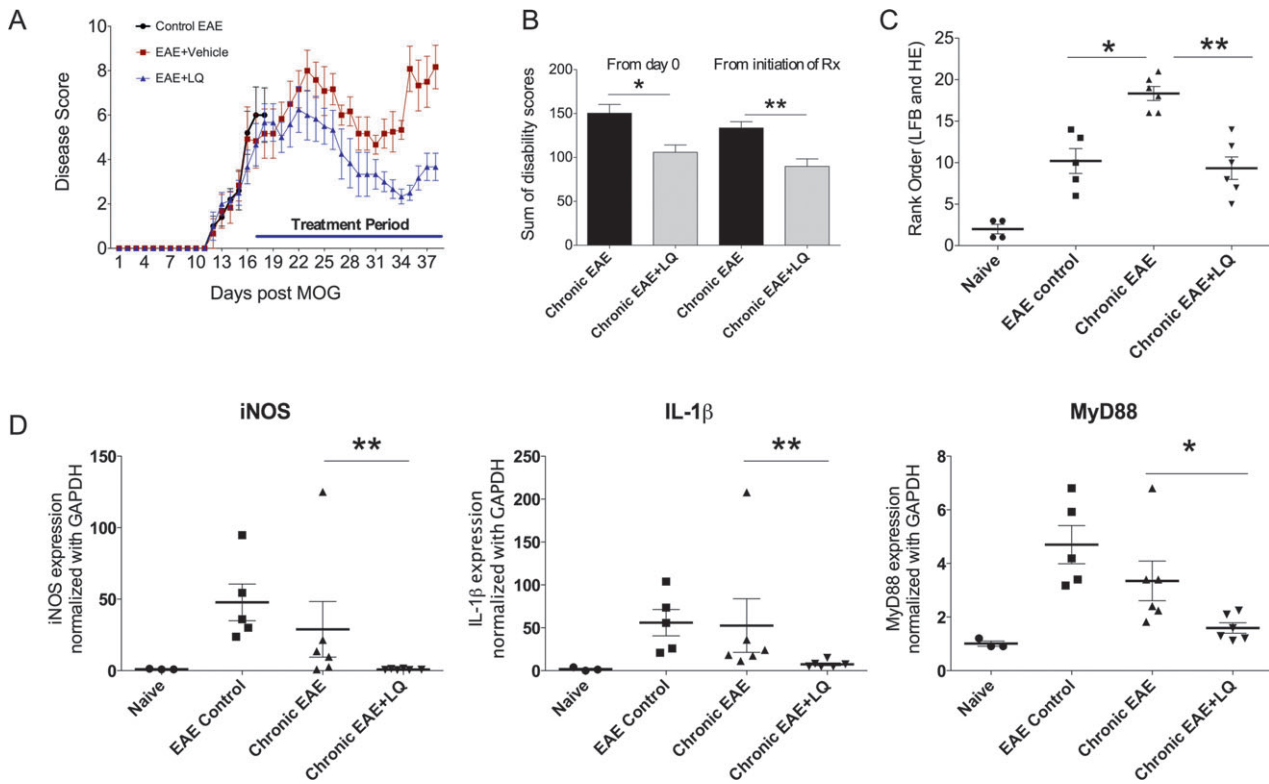 A
Control EAE
EAE+Vehicle
EAE+LQ
Disease Score
10
8
6
4
2
0
Treatment Period
1 4 7 10 13 16 19 22 25 28 31 34 37
Days post MOG
B
From day 0
From initiation of Rx
*
**
Sum of disability scores
200
150
100
50
0
Chronic EAE
Chronic EAE+LQ
Chronic EAE
Chronic EAE+LQ
C
*
**
Rank Order (LFB and HE)
25
20
15
10
5
0
Naive
EAE control
Chronic EAE
Chronic EAE+LQ
D
iNOS
**
iNOS expression
normalized with GAPDH
150
100
50
0
Naive
EAE Control
Chronic EAE
Chronic EAE+LQ
IL-1β
**
IL-1β expression
normalized with GAPDH
250
200
150
100
50
0
Naive
EAE Control
Chronic EAE
Chronic EAE+LQ
MyD88
*
MyD88 expression
normalized with GAPDH
8
6
4
2
0
Naive
EAE Control
Chronic EAE
Chronic EAE+LQ